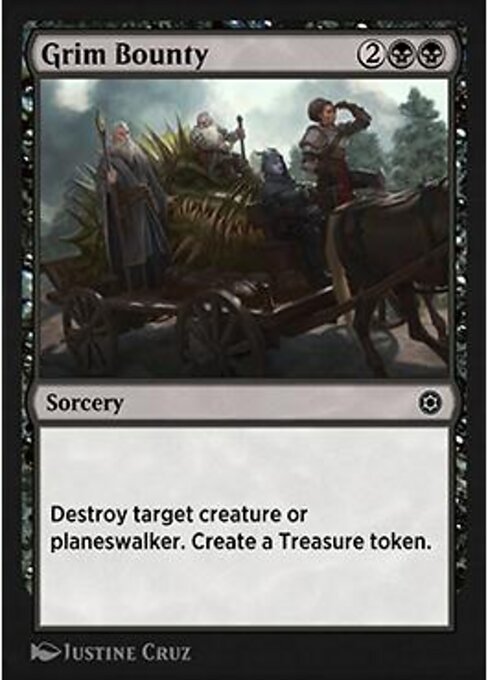 Grim Bounty 2
Sorcery
Destroy target creature or
planeswalker. Create a Treasure token.
Justine Cruz